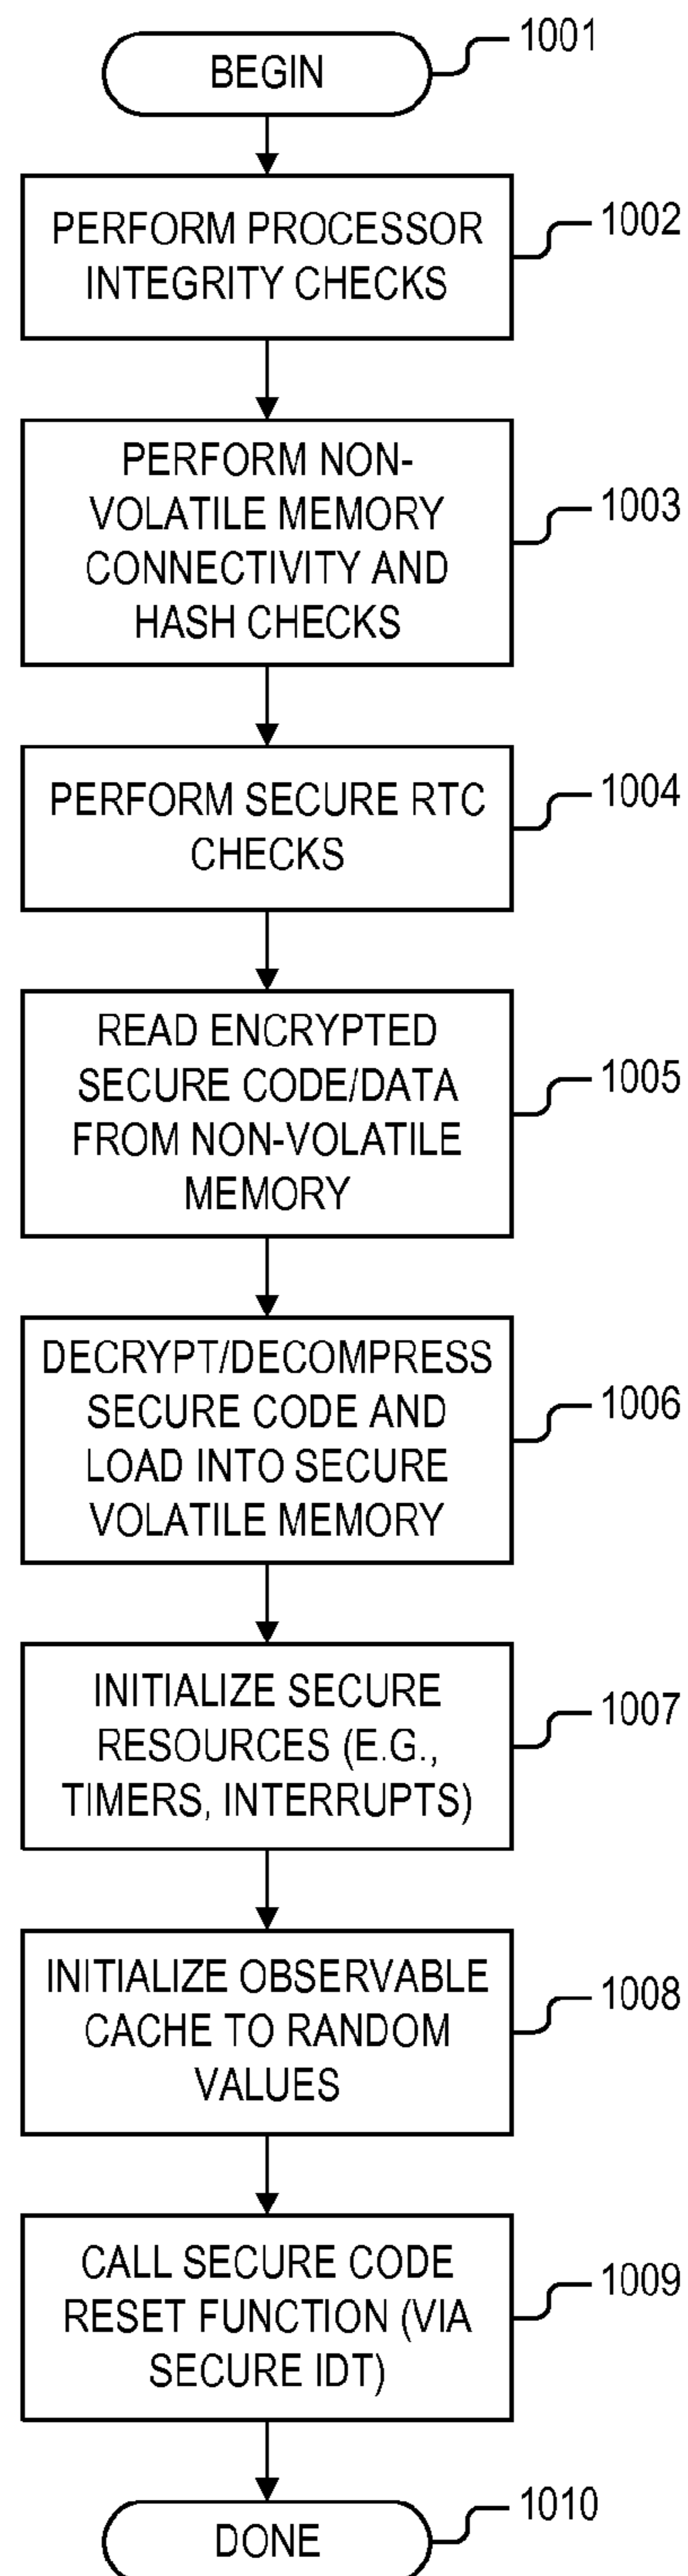 BEGIN
1001
PERFORM PROCESSOR
INTEGRITY CHECKS
1002
PERFORM NON-
VOLATILE MEMORY
CONNECTIVITY AND
HASH CHECKS
1003
PERFORM SECURE RTC
CHECKS
1004
READ ENCRYPTED
SECURE CODE/DATA
FROM NON-VOLATILE
MEMORY
1005
DECRYPT/DECOMPRESS
SECURE CODE AND
LOAD INTO SECURE
VOLATILE MEMORY
1006
INITIALIZE SECURE
RESOURCES (E.G.,
TIMERS, INTERRUPTS)
1007
INITIALIZE OBSERVABLE
CACHE TO RANDOM
VALUES
1008
CALL SECURE CODE
RESET FUNCTION (VIA
SECURE IDT)
1009
DONE
1010